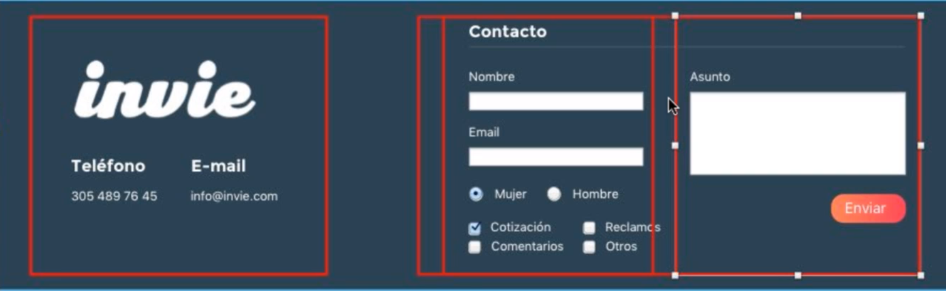 invie
Teléfono
E-mail
305 489 76 45
info@invie.com
Contacto
Nombre
Email
Mujer
Hombre
Cotización
Reclamos
Comentarios
Otros
Asunto
Enviar